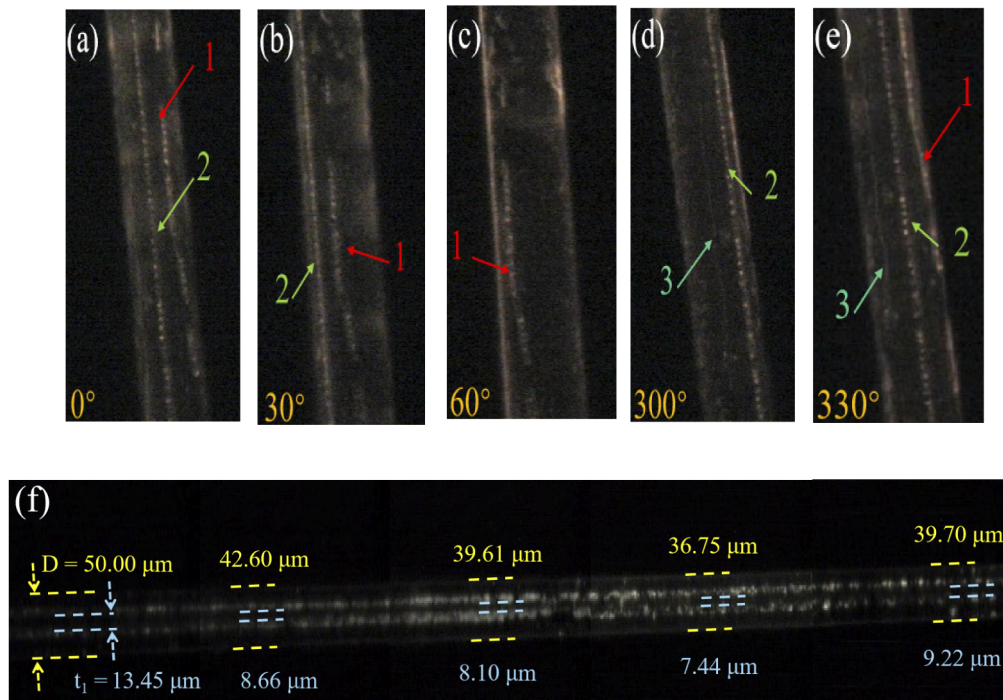 (a)
1
2
0°
(b)
1
2
30°
(c)
1
60°
(d)
2
3
300°
(e)
1
2
3
330°
(f)
D = 50.00 μm
42.60 μm
39.61 μm
36.75 μm
39.70 μm
t₁ = 13.45 μm
8.66 μm
8.10 μm
7.44 μm
9.22 μm